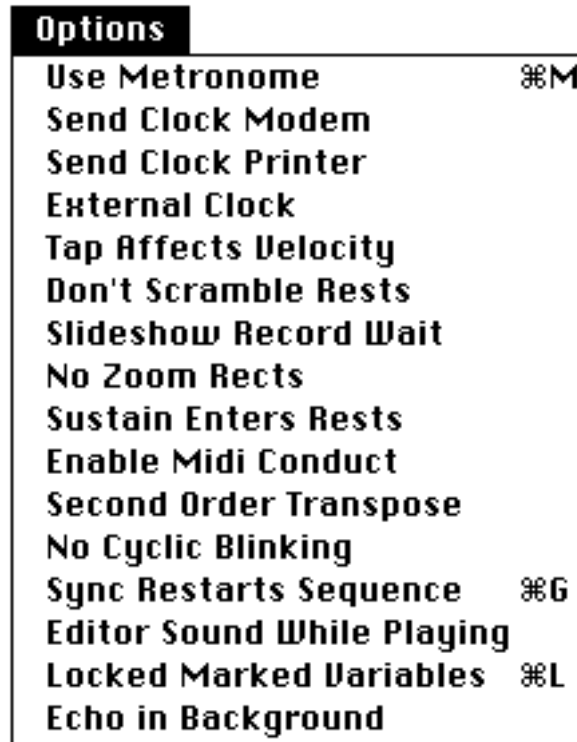 Options
Use Metronome ⌘M
Send Clock Modem
Send Clock Printer
External Clock
Tap Affects Velocity
Don't Scramble Rests
Slideshow Record Wait
No Zoom Rects
Sustain Enters Rests
Enable Midi Conduct
Second Order Transpose
No Cyclic Blinking
Sync Restarts Sequence ⌘G
Editor Sound While Playing
Locked Marked Variables ⌘L
Echo in Background